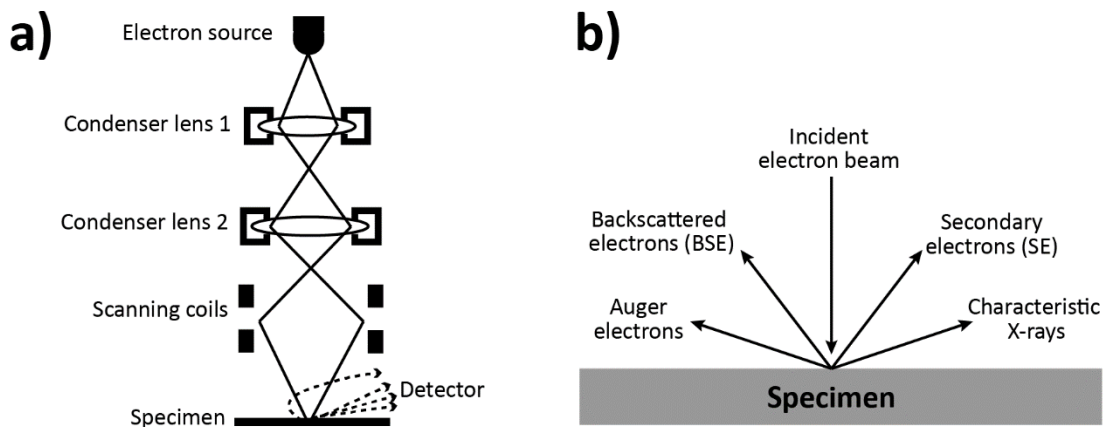 a)
Electron source
Condenser lens 1
Condenser lens 2
Scanning coils
Detector
Specimen
b)
Incident
electron beam
Backscattered
electrons (BSE)
Secondary
electrons (SE)
Auger
electrons
Characteristic
X-rays
Specimen